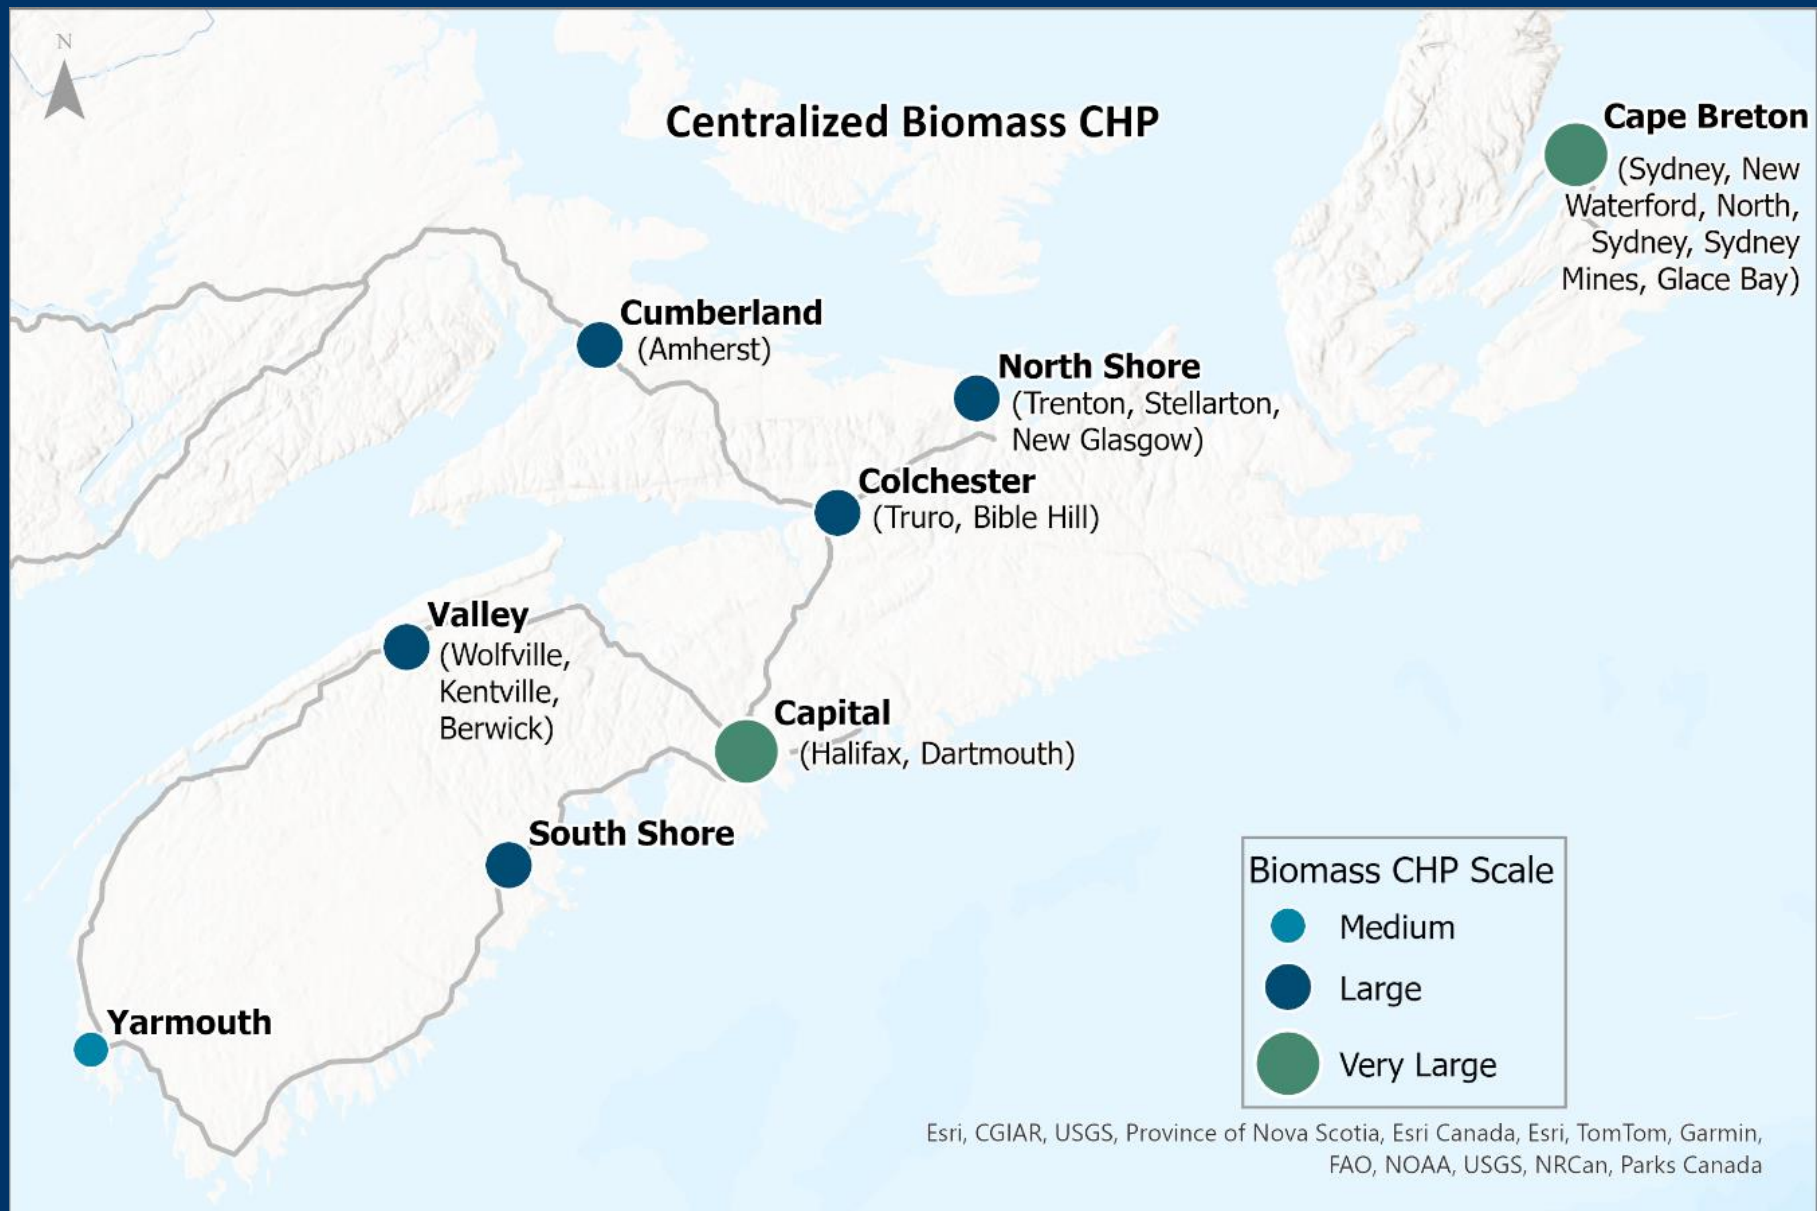 N
Centralized Biomass CHP
Cape Breton
(Sydney, New
Waterford, North,
Sydney, Sydney
Mines, Glace Bay)
Cumberland
(Amherst)
North Shore
(Trenton, Stellarton,
New Glasgow)
Colchester
(Truro, Bible Hill)
Valley
(Wolfville,
Kentville,
Berwick)
Capital
(Halifax, Dartmouth)
South Shore
Yarmouth
Biomass CHP Scale
Medium
Large
Very Large
Esri, CGIAR, USGS, Province of Nova Scotia, Esri Canada, Esri, TomTom, Garmin,
FAO, NOAA, USGS, NRCan, Parks Canada